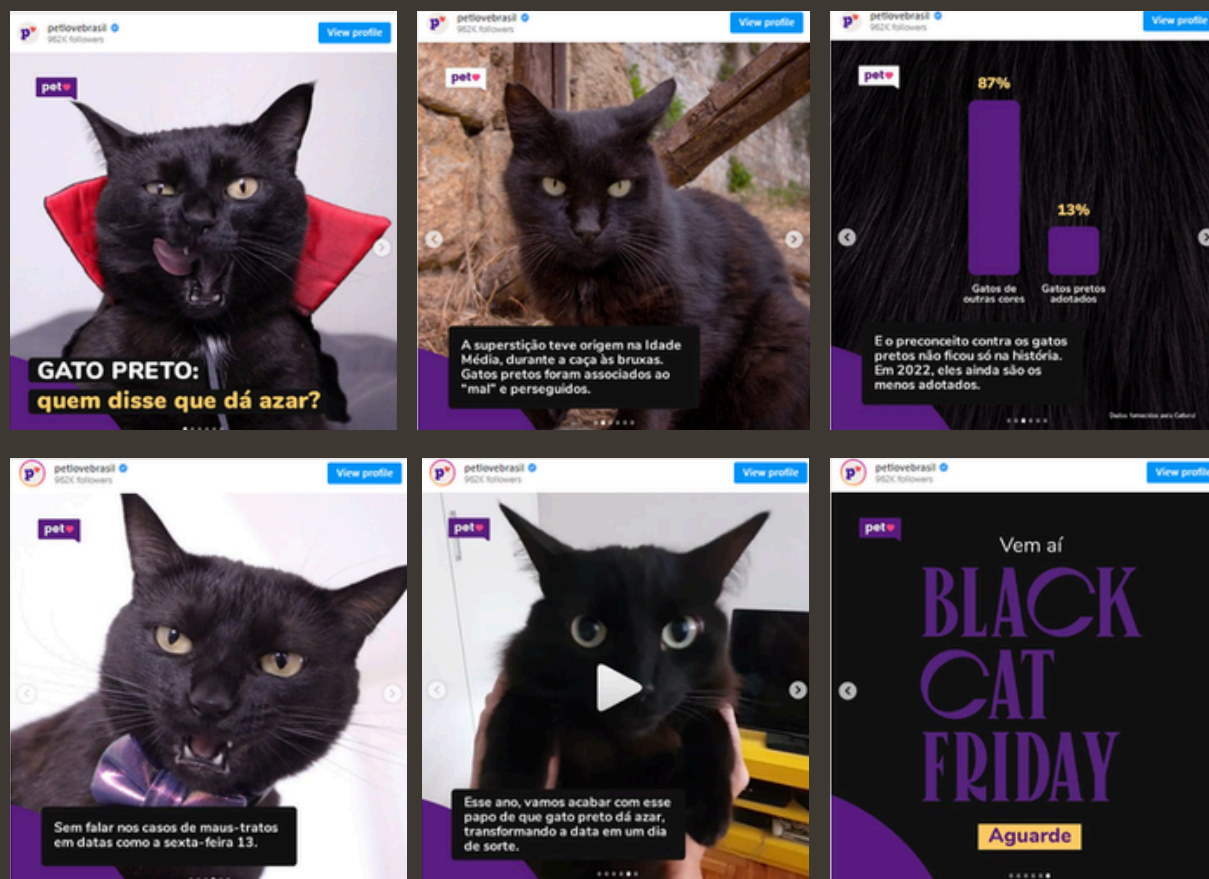 petlovebrasil
962K followers
View profile
pet
GATO PRETO:
quem disse que dá azar?
petlovebrasil
962K followers
View profile
pet
A superstição teve origem na Idade
Média, durante a caça às bruxas.
Gatos pretos foram associados ao
"mal" e perseguidos.
petlovebrasil
962K followers
View profile
pet
87%
13%
Gatos de
outras cores
Gatos pretos
adotados
E o preconceito contra os gatos
pretos não ficou só na história.
Em 2022, eles ainda são os
menos adotados.
Dados fornecidos pela
petlovebrasil
962K followers
View profile
pet
Sem falar nos casos de maus-tratos
em datas como a sexta-feira 13.
petlovebrasil
962K followers
View profile
pet
Esse ano, vamos acabar com esse
papo de que gato preto dá azar,
transformando a data em um dia
de sorte.
petlovebrasil
962K followers
View profile
pet
Vem aí
BLACK
CAT
FRIDAY
Aguarde